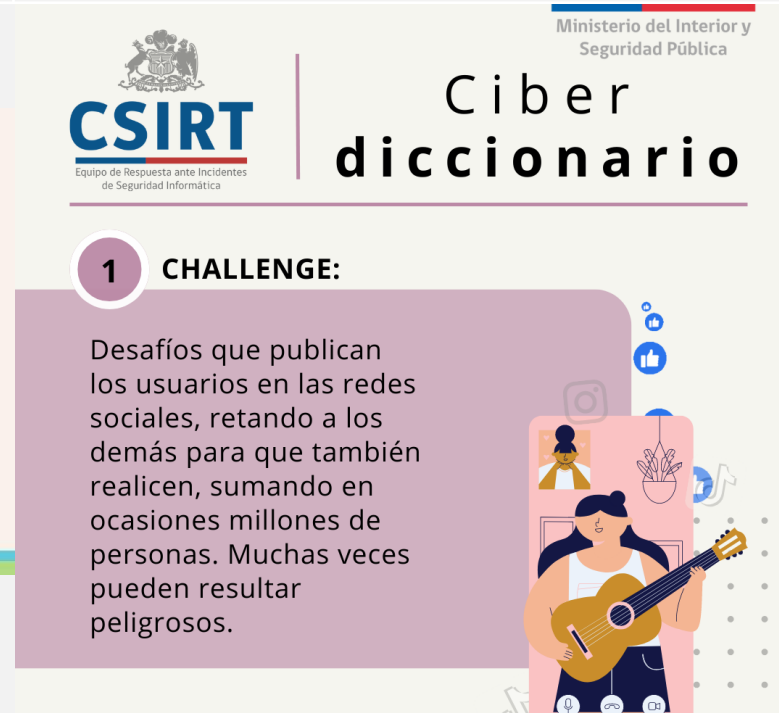 Ministerio del Interior y
Seguridad Pública
CSIRT
Equipo de Respuesta ante Incidentes
de Seguridad Informática
Ciber
diccionario
1 CHALLENGE:
Desafíos que publican
los usuarios en las redes
sociales, retando a los
demás para que también
realicen, sumando en
ocasiones millones de
personas. Muchas veces
pueden resultar
peligrosos.